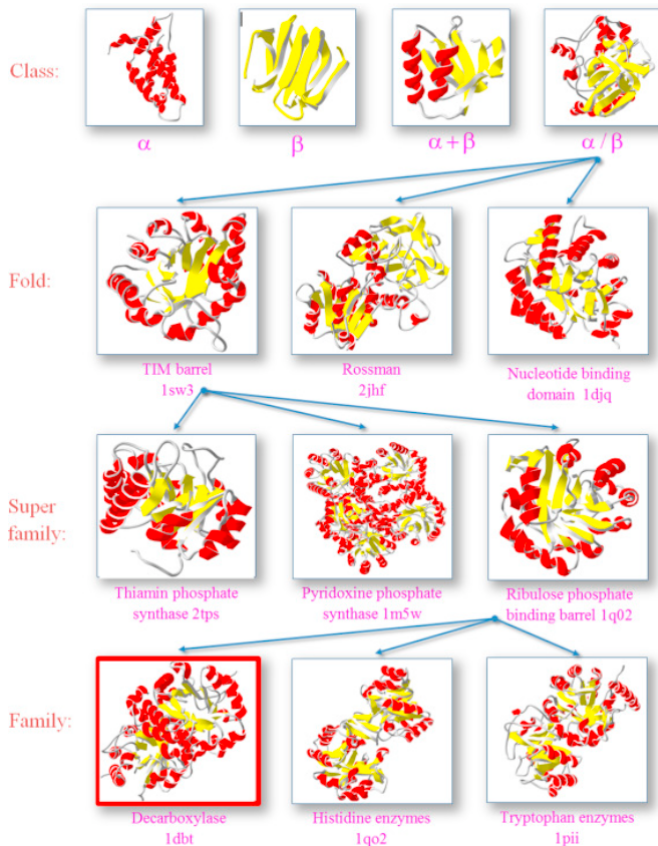 Class:
α
β
α+β
α/β
Fold:
TIM barrel
1sw3
Rossman
2jhf
Nucleotide binding
domain 1djq
Super
family:
Thiamin phosphate
synthase 2tps
Pyridoxine phosphate
synthase 1m5w
Ribulose phosphate
binding barrel 1q02
Family:
Decarboxylase
1dbt
Histidine enzymes
1qo2
Tryptophan enzymes
1pii